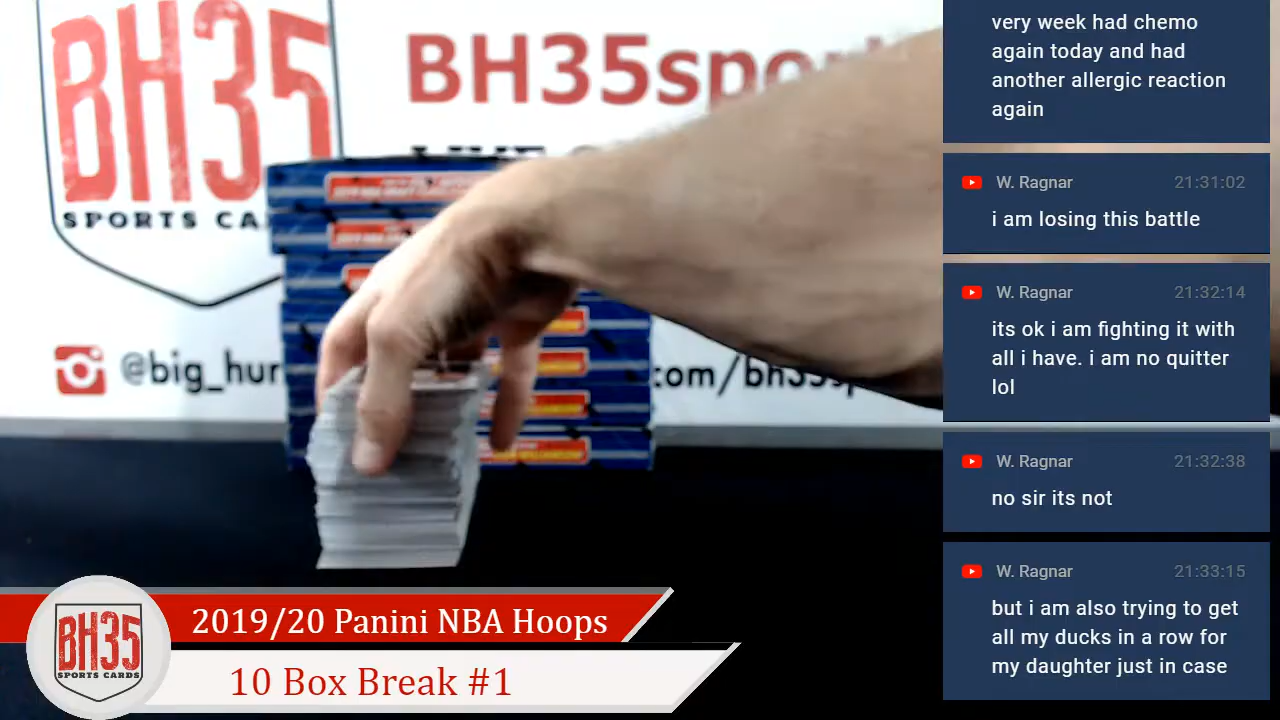 BH35
SPORTS CA
BH35spor
@big_hur
.com/bh35sp
very week had chemo
again today and had
another allergic reaction
again
W. Ragnar 21:31:02
i am losing this battle
W. Ragnar 21:32:14
its ok i am fighting it with
all i have. i am no quitter
lol
W. Ragnar 21:32:38
no sir its not
W. Ragnar 21:33:15
but i am also trying to get
all my ducks in a row for
my daughter just in case
BH35
SPORTS CARDS
2019/20 Panini NBA Hoops
10 Box Break #1